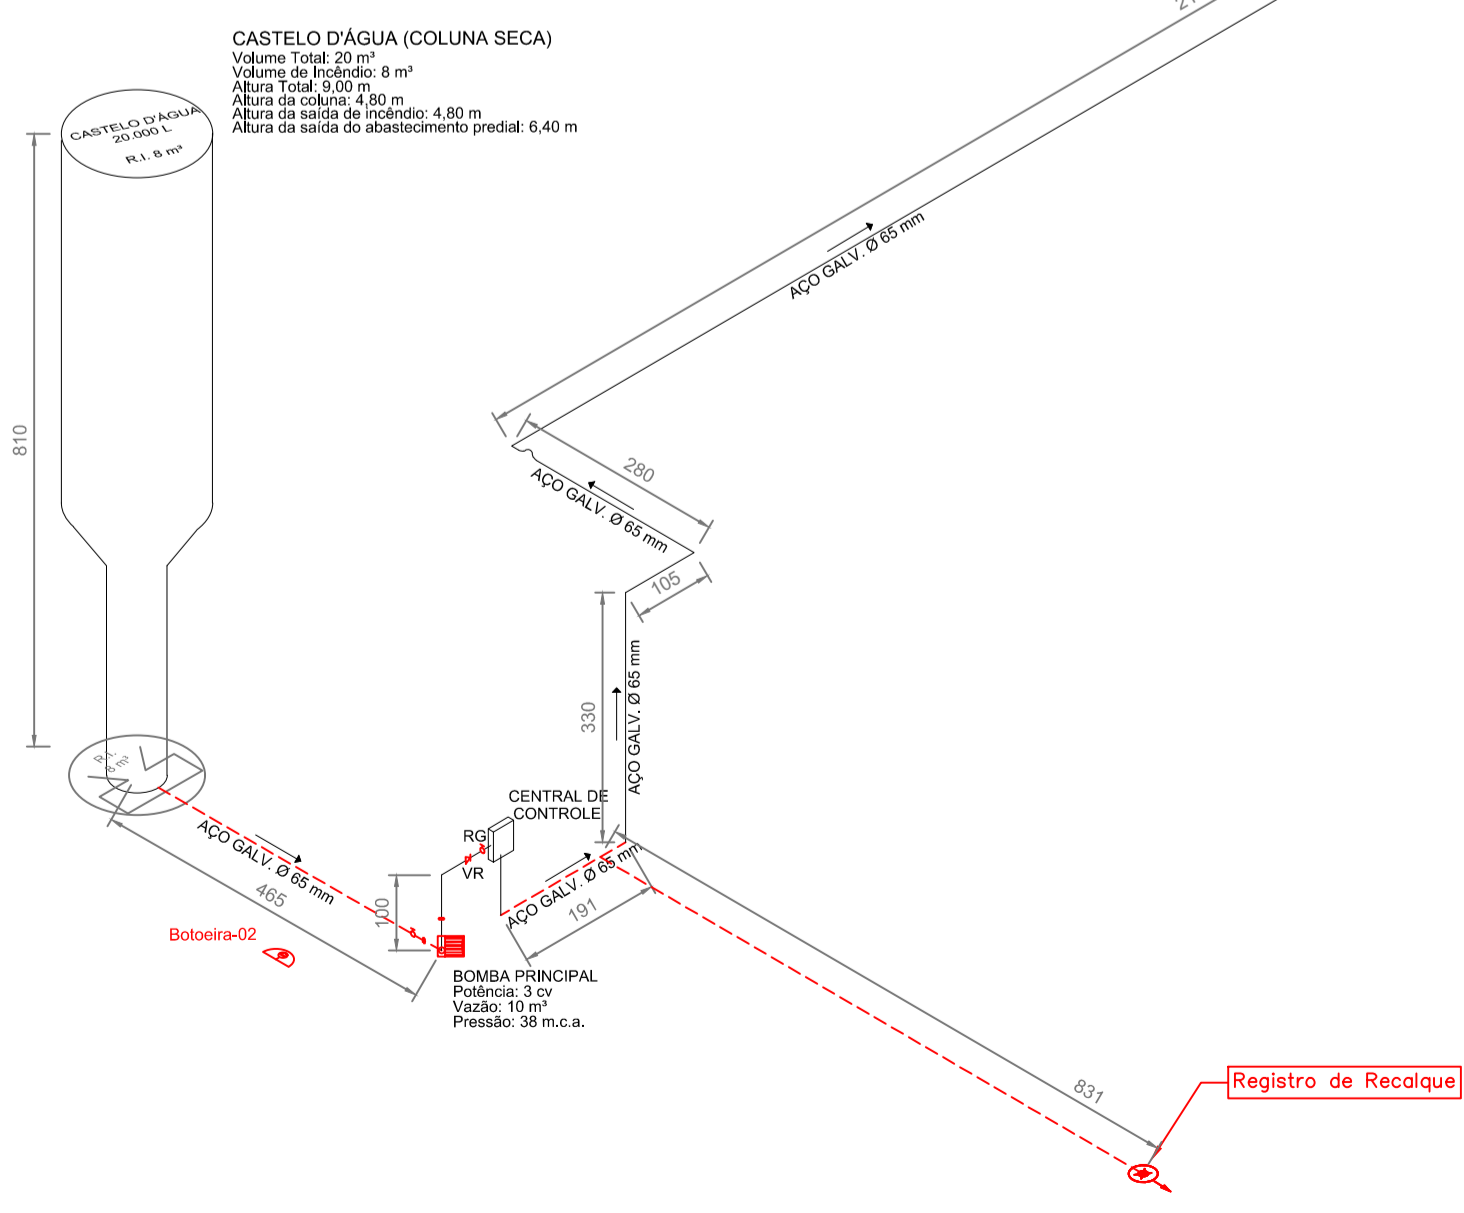 CASTELO D'ÁGUA (COLUNA SECA)
Volume Total: 20 m³
Volume de Incêndio: 8 m³
Altura Total: 9,00 m
Altura da coluna: 4,80 m
Altura da saída de incêndio: 4,80 m
Altura da saída do abastecimento predial: 6,40 m
CASTELO D'ÁGUA
20.000 L
R.I. 8 m³
AÇO GALV. Ø 65 mm
810
280
AÇO GALV. Ø 65 mm
105
330
AÇO GALV. Ø 65 mm
R.I.
8 m³
CENTRAL DE
CONTROLE
RG
VR
AÇO GALV. Ø 65 mm
465
100
AÇO GALV. Ø 65 mm
191
Botoeira-02
BOMBA PRINCIPAL
Potência: 3 cv
Vazão: 10 m³
Pressão: 38 m.c.a.
831
Registro de Recalque